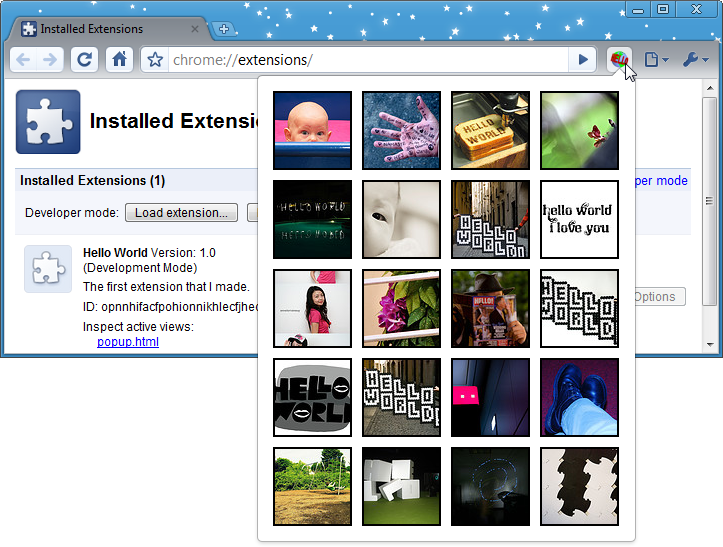 Installed Extensions
chrome://extensions/
Installed Extensi
Installed Extensions (1)
per mode
Developer mode:
Load extension...
Hello World Version: 1.0
(Development Mode)
The first extension that I made.
ID: opnnhifacfpohionnikhlecfjhec
Options
Inspect active views:
popup.html
HELLO
WORLD
HELLO WORLD
HELLO
WORLD!
hello world
i love you
HELLO!
HELLO
WORLD!
HELLO
WORLD
HELLO
WORLD!